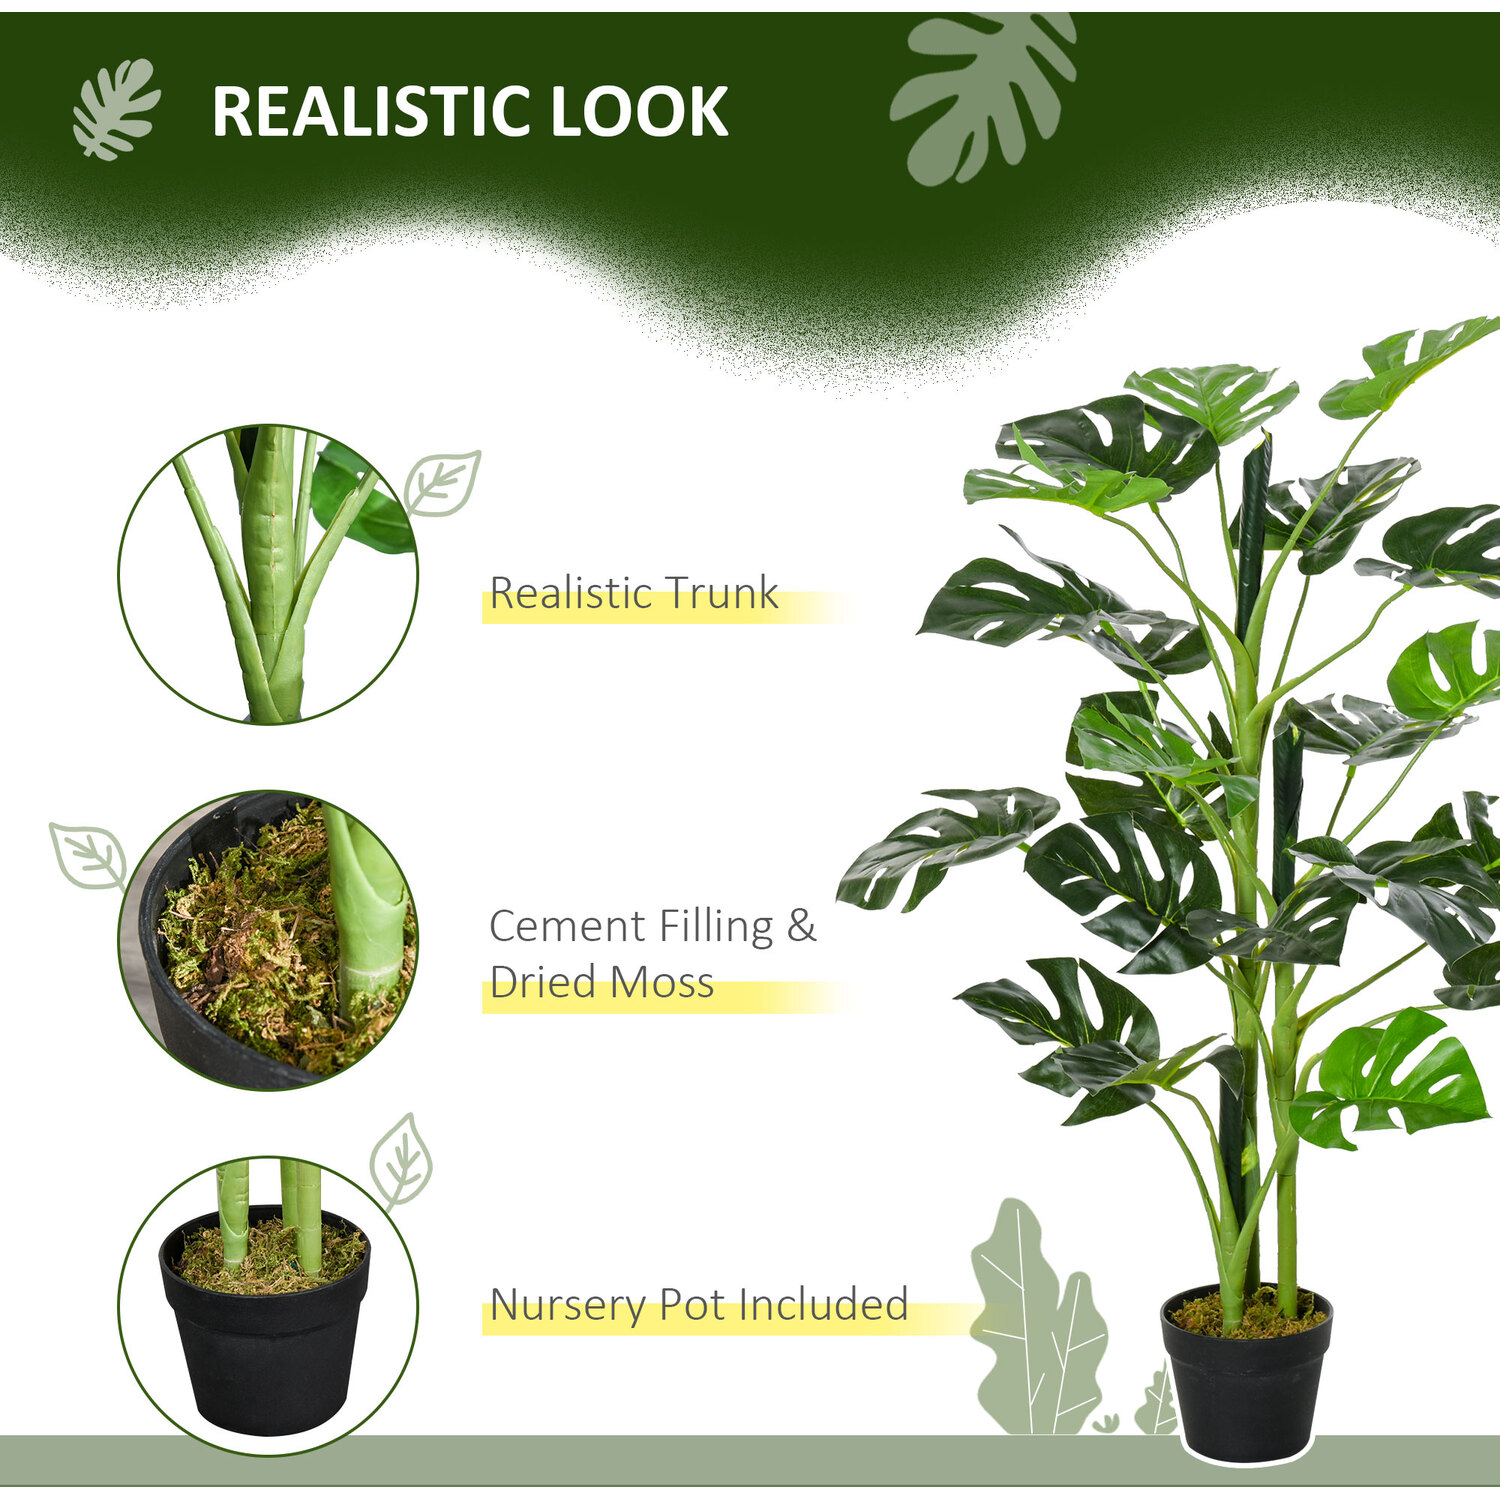 REALISTIC LOOK
Realistic Trunk
Cement Filling &
Dried Moss
Nursery Pot Included